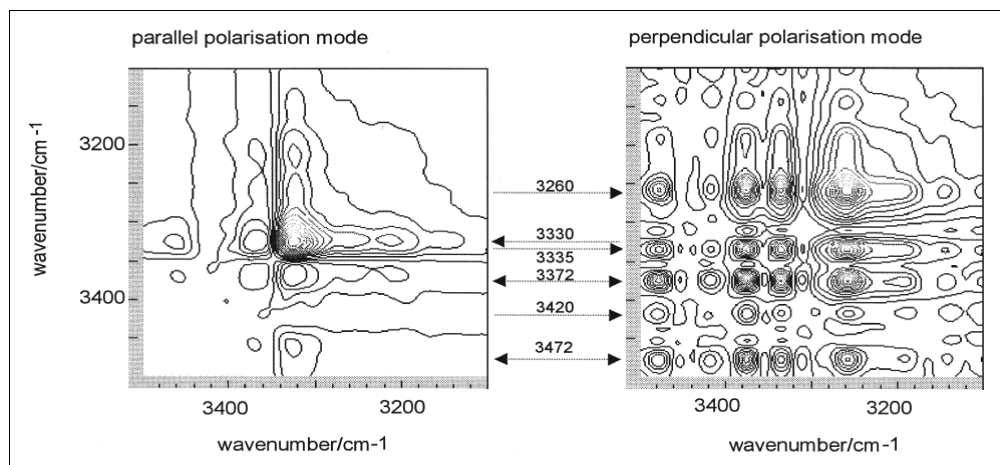 parallel polarisation mode
perpendicular polarisation mode
wavenumber/cm-1
3200
3400
3400
3200
wavenumber/cm-1
3260
3330
3335
3372
3420
3472
3400
3200
wavenumber/cm-1